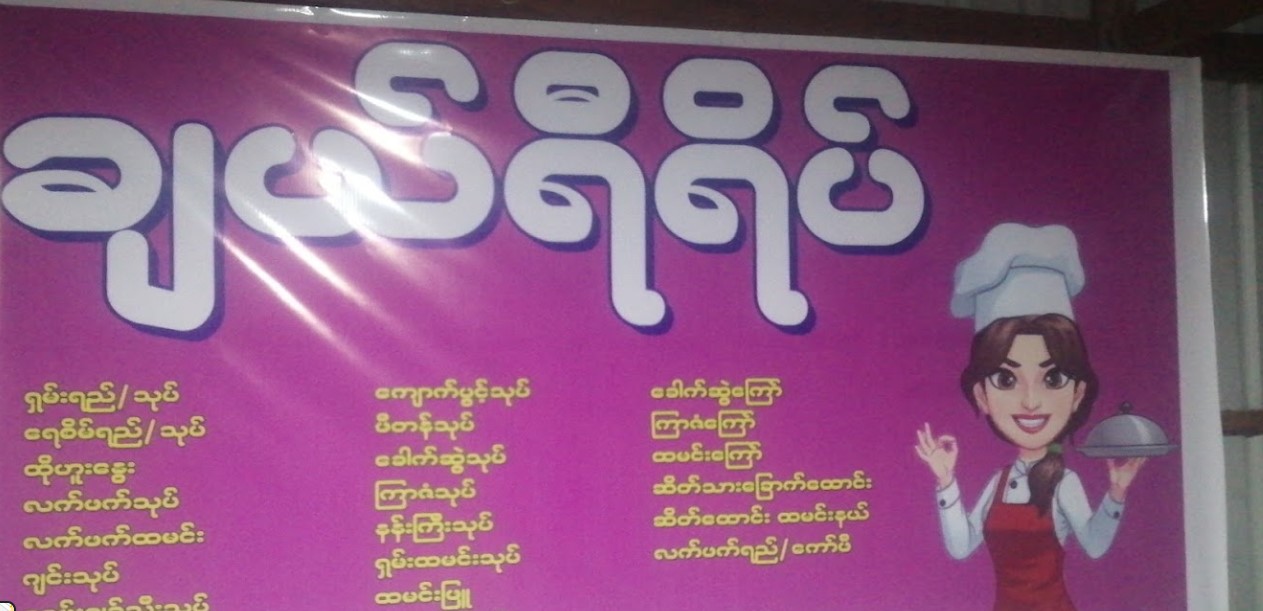 ချယ်ရီရိပ်
ရှမ်းရည်/သုပ်
ရေစိမ်ရည်/သုပ်
ထိုဟူးနွေး
လက်ဖက်သုပ်
လက်ဖက်ထမင်း
ဂျင်းသုပ်
ကျောက်ပွင့်သုပ်
ဗီတန်သုပ်
ခေါက်ဆွဲသုပ်
ကြာဇံသုပ်
နန်းကြီးသုပ်
ရှမ်းထမင်းသုပ်
ထမင်းဖြူ
ခေါက်ဆွဲကြော်
ကြာဇံကြော်
ထမင်းကြော်
ဆိတ်သားခြောက်ထောင်း
ဆိတ်ထောင်း ထမင်းနယ်
လက်ဖက်ရည်/ကော်ဖီ